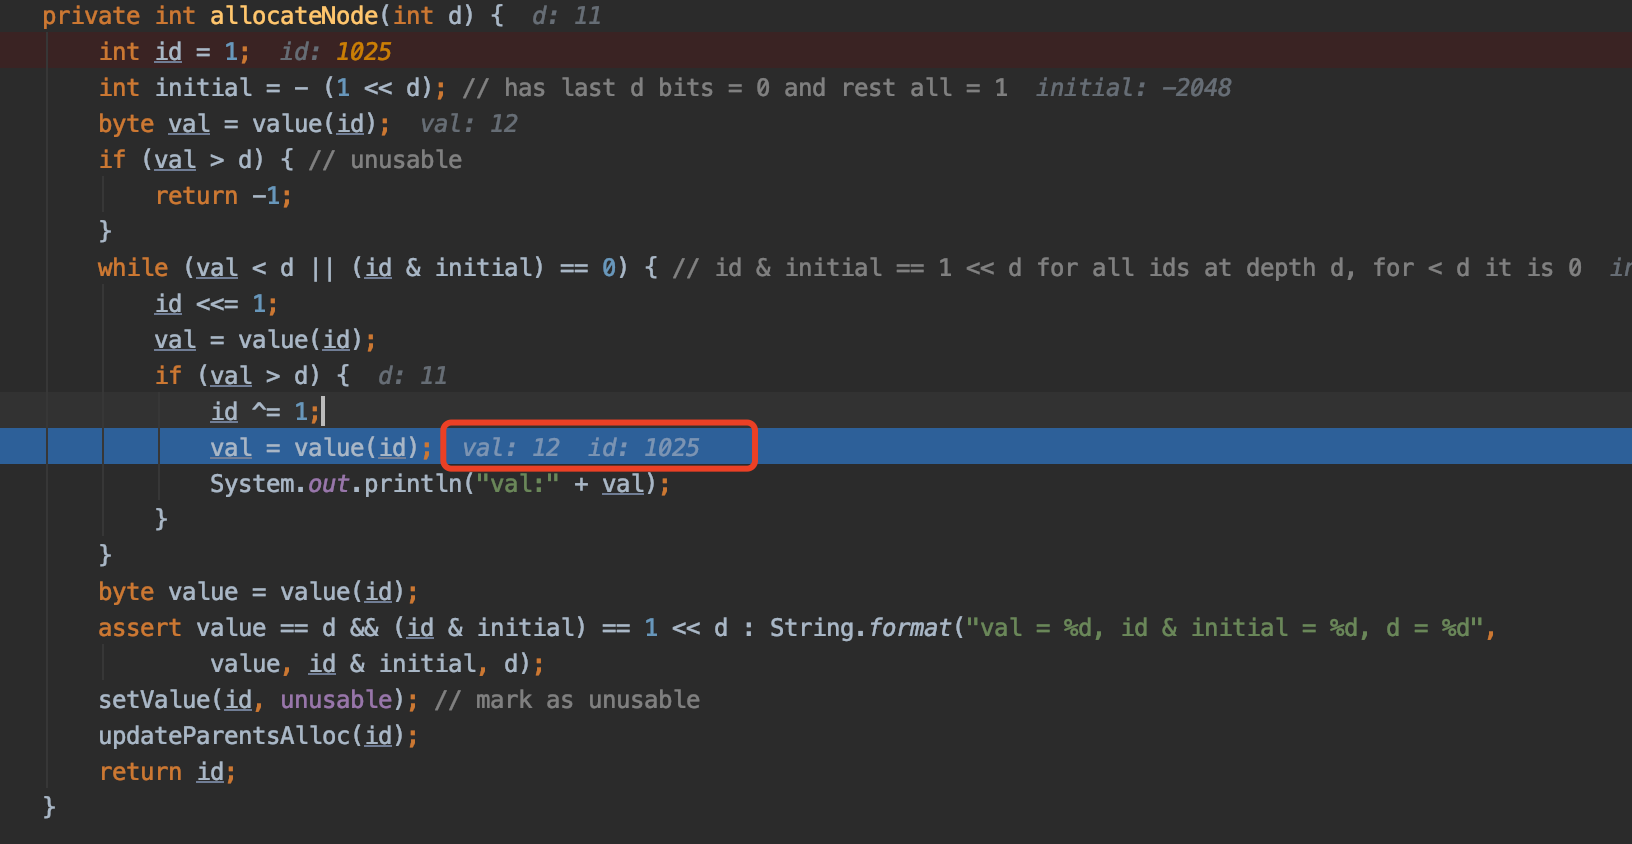 private int allocateNode(int d) {  d: 11
    int id = 1;  id: 1025
    int initial = - (1 << d); // has last d bits = 0 and rest all = 1  initial: -2048
    byte val = value(id);  val: 12
    if (val > d) { // unusable
        return -1;
    }
    while (val < d || (id & initial) == 0) { // id & initial == 1 << d for all ids at depth d, for < d it is 0
        id <<= 1;
        val = value(id);
        if (val > d) {  d: 11
            id ^= 1;
            val = value(id);  val: 12  id: 1025
            System.out.println("val:" + val);
        }
    }
    byte value = value(id);
    assert value == d && (id & initial) == 1 << d : String.format("val = %d, id & initial = %d, d = %d",
            value, id & initial, d);
    setValue(id, unusable); // mark as unusable
    updateParentsAlloc(id);
    return id;
}